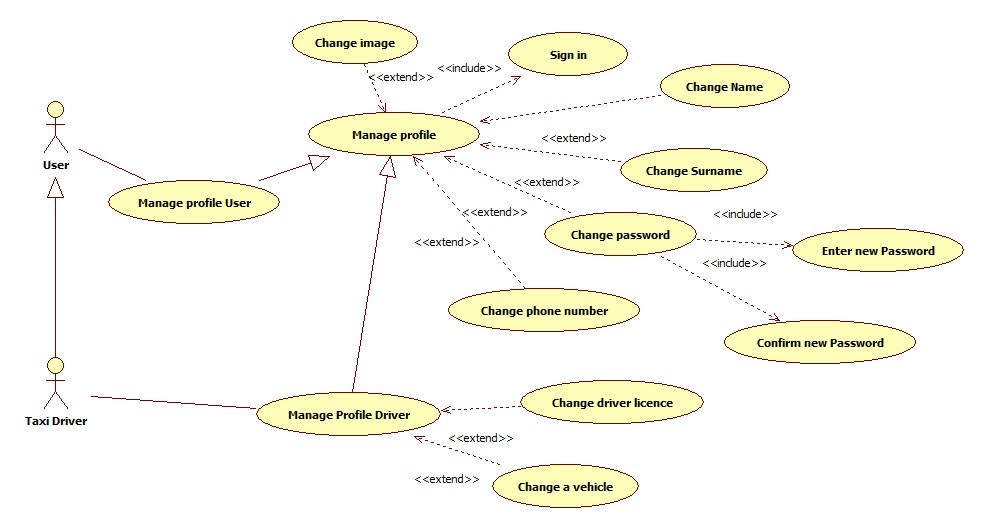 Change image
Sign in
<<include>>
<<extend>>
Change Name
Manage profile
<<extend>>
User
Change Surname
<<extend>>
Manage profile User
<<extend>>
<<include>>
Change password
<<extend>>
Enter new Password
<<include>>
Change phone number
Confirm new Password
Taxi Driver
Manage Profile Driver
Change driver licence
<<extend>>
<<extend>>
Change a vehicle